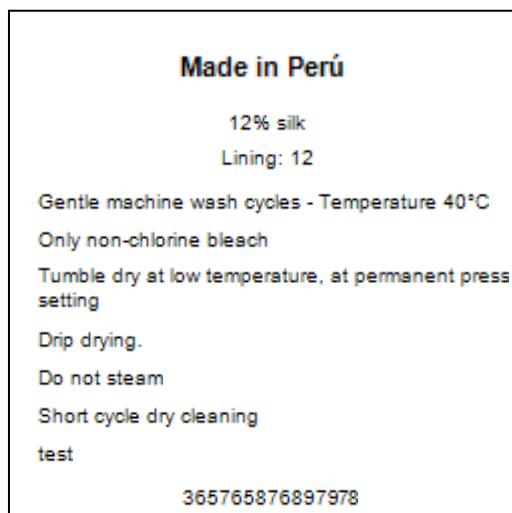 Made in Perú
12% silk
Lining: 12
Gentle machine wash cycles - Temperature 40°C
Only non-chlorine bleach
Tumble dry at low temperature, at permanent press
setting
Drip drying.
Do not steam
Short cycle dry cleaning
test
365765876897978